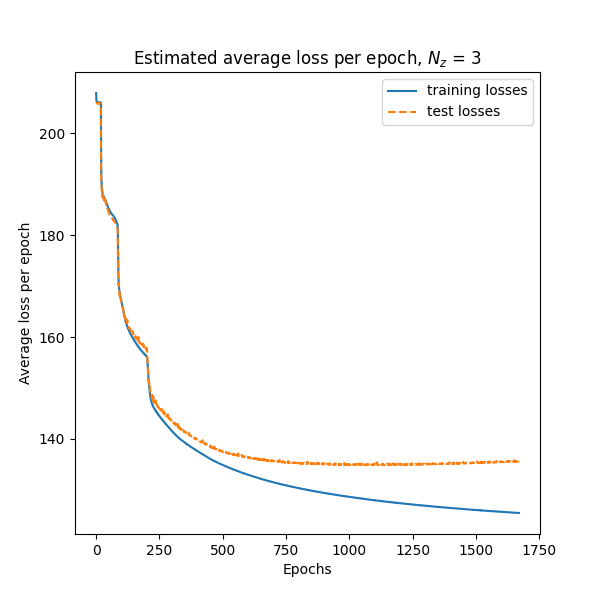 Estimated average loss per epoch, $N_z$ = 3
training losses
test losses
Average loss per epoch
200
180
160
140
0
250
500
750
1000
1250
1500
1750
Epochs